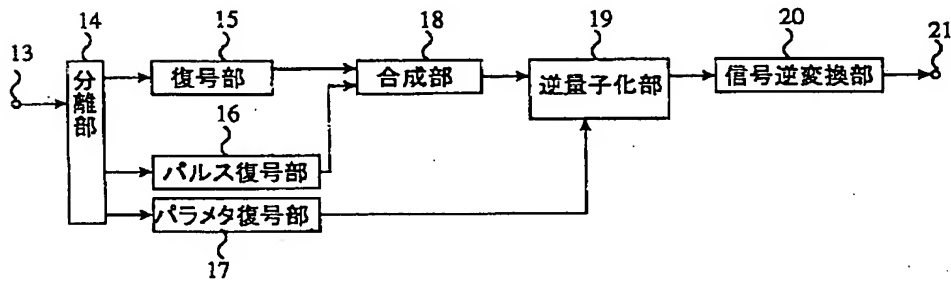 13
14
15
18
19
20
21
分離部
復号部
合成部
逆量子化部
信号逆変換部
16
パルス復号部
パラメタ復号部
17